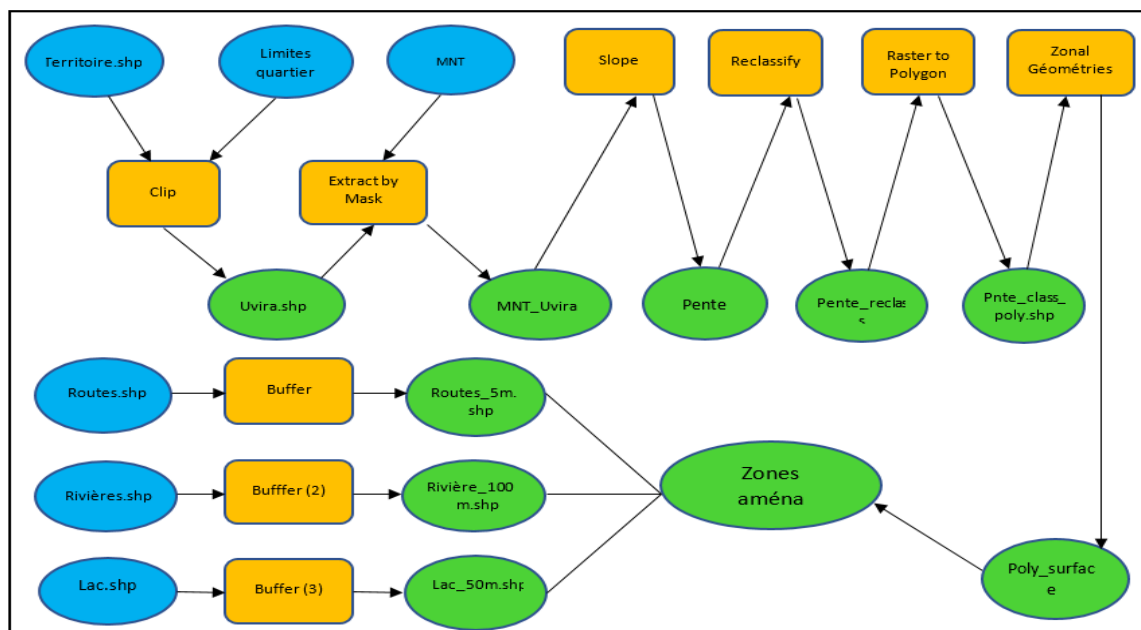 Territoire.shp
Limites
quartier
MNT
Slope
Reclassify
Raster to
Polygon
Zonal
Géométries
Clip
Extract by
Mask
Uvira.shp
MNT_Uvira
Pente
Pente_reclas
s
Pnte_class_
poly.shp
Routes.shp
Buffer
Routes_5m.
shp
Rivières.shp
Bufffer (2)
Rivière_100
m.shp
Zones
aména
Lac.shp
Buffer (3)
Lac_50m.shp
Poly_surfac
e